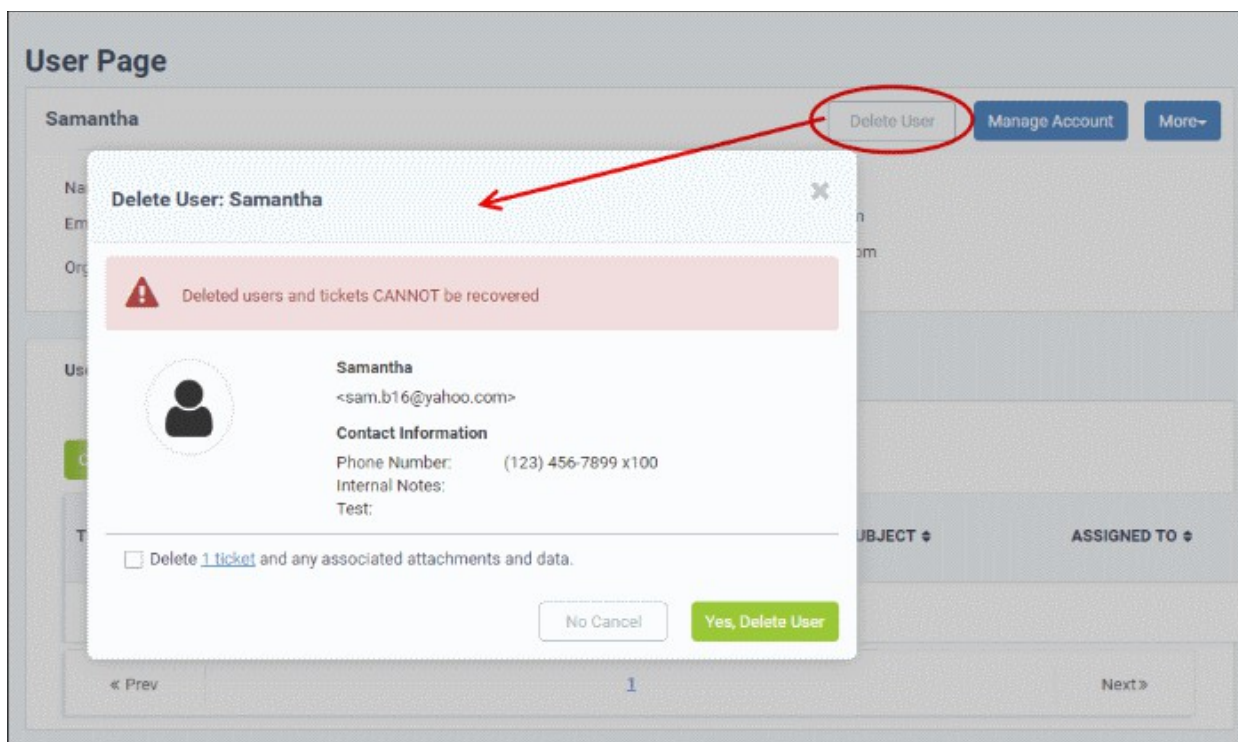 User Page
Samantha
Delete User
Manage Account
More
Delete User: Samantha
Deleted users and tickets CANNOT be recovered
Samantha
<sam.b16@yahoo.com>
Contact Information
Phone Number: (123) 456-7899 x100
Internal Notes:
Test:
Delete 1 ticket and any associated attachments and data.
ASSIGNED TO
No Cancel
Yes, Delete User
« Prev
1
Next »